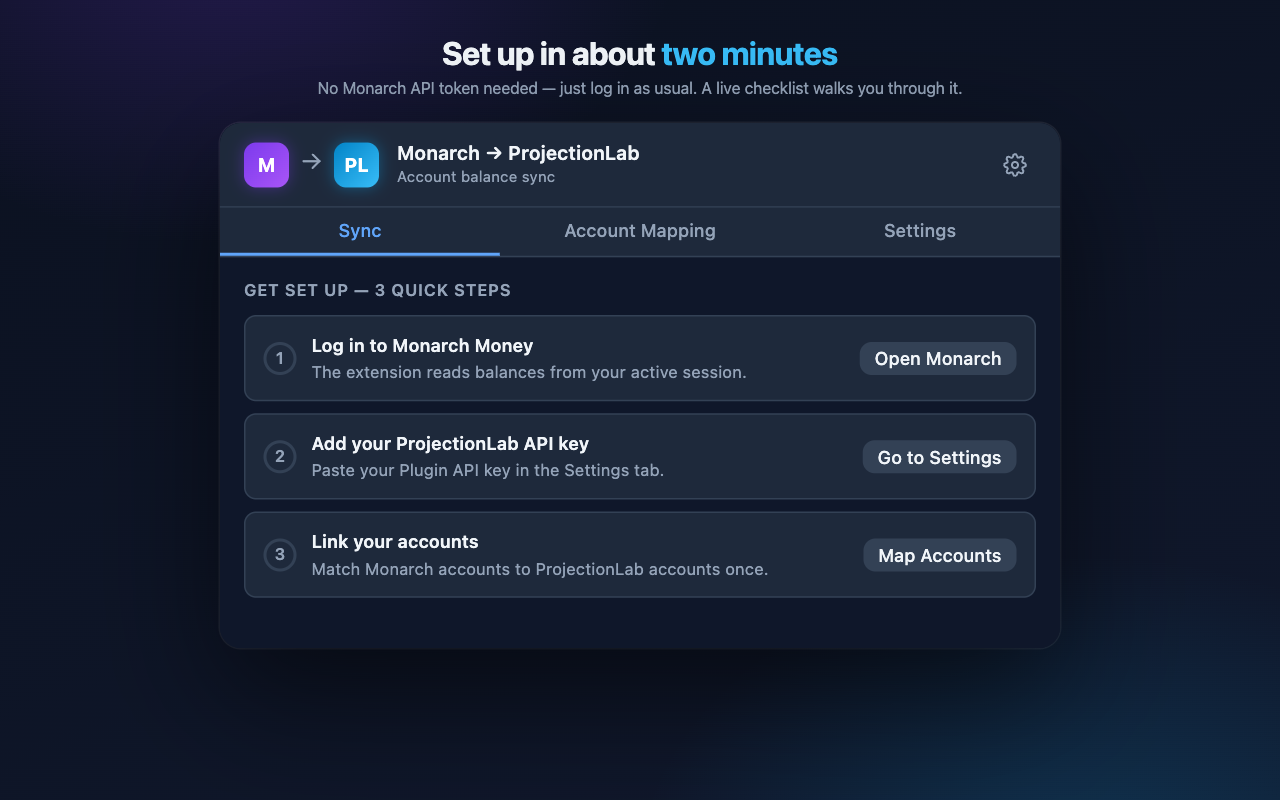 Set up in about two minutes
No Monarch API token needed — just log in as usual. A live checklist walks you through it.
M → PL
Monarch → ProjectionLab
Account balance sync
Sync
Account Mapping
Settings
GET SET UP — 3 QUICK STEPS
1
Log in to Monarch Money
The extension reads balances from your active session.
Open Monarch
2
Add your ProjectionLab API key
Paste your Plugin API key in the Settings tab.
Go to Settings
3
Link your accounts
Match Monarch accounts to ProjectionLab accounts once.
Map Accounts